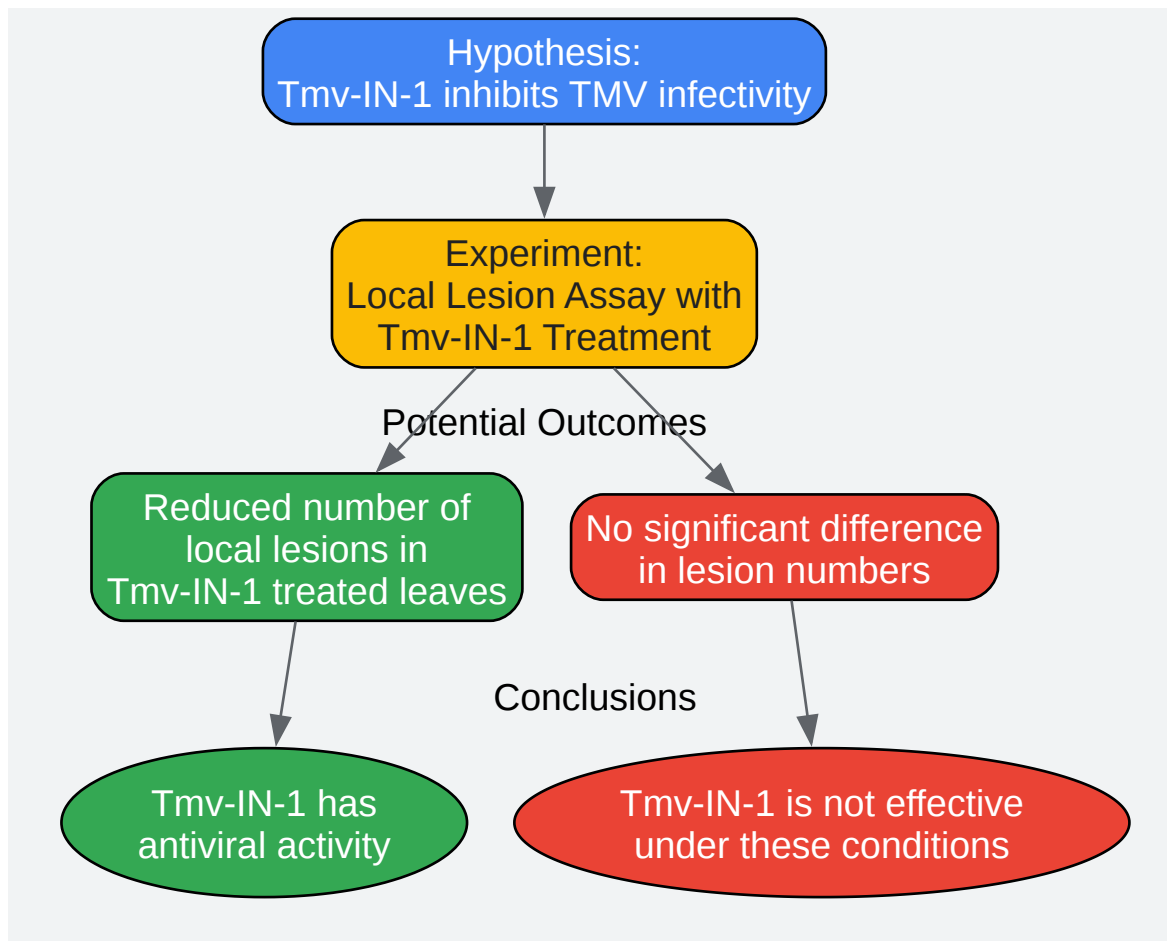 Hypothesis:
Tmv-IN-1 inhibits TMV infectivity
Experiment:
Local Lesion Assay with
Tmv-IN-1 Treatment
Potential Outcomes
Reduced number of
local lesions in
Tmv-IN-1 treated leaves
No significant difference
in lesion numbers
Conclusions
Tmv-IN-1 has
antiviral activity
Tmv-IN-1 is not effective
under these conditions